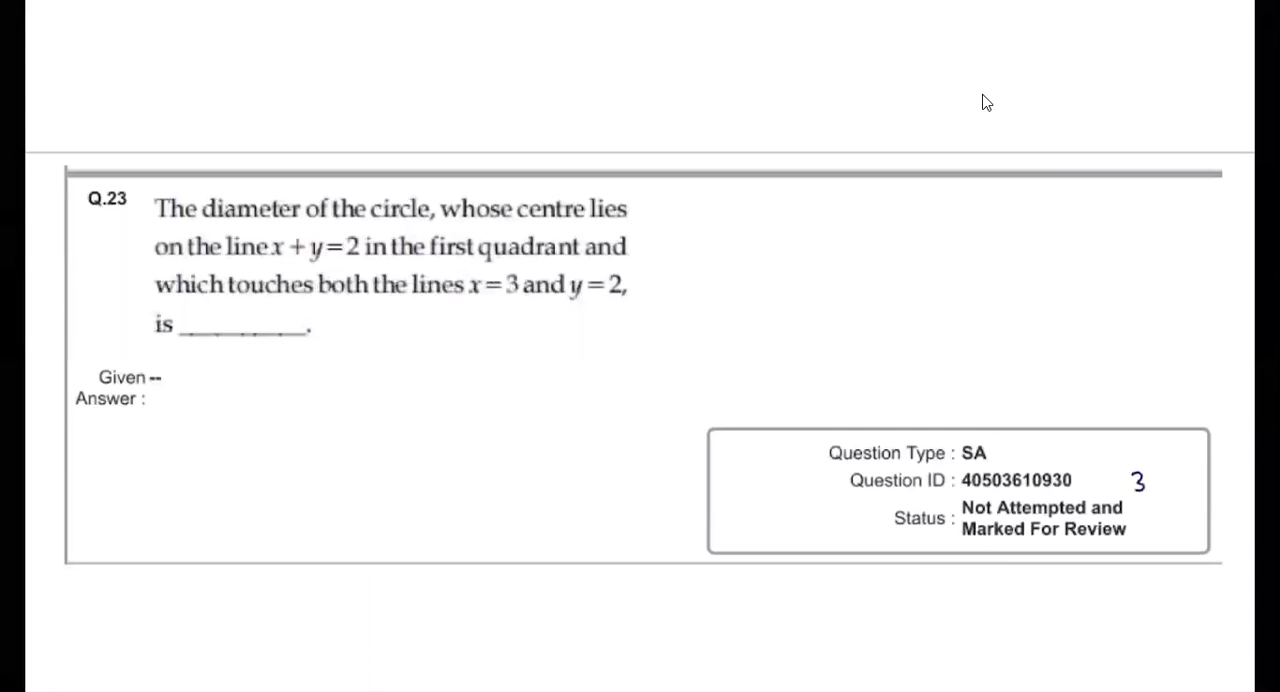 Q.23 The diameter of the circle, whose centre lies
on the line x + y = 2 in the first quadrant and
which touches both the lines x = 3 and y = 2,
is __________.
Given --
Answer :
Question Type : SA
Question ID : 40503610930 3
Status : Not Attempted and
Marked For Review